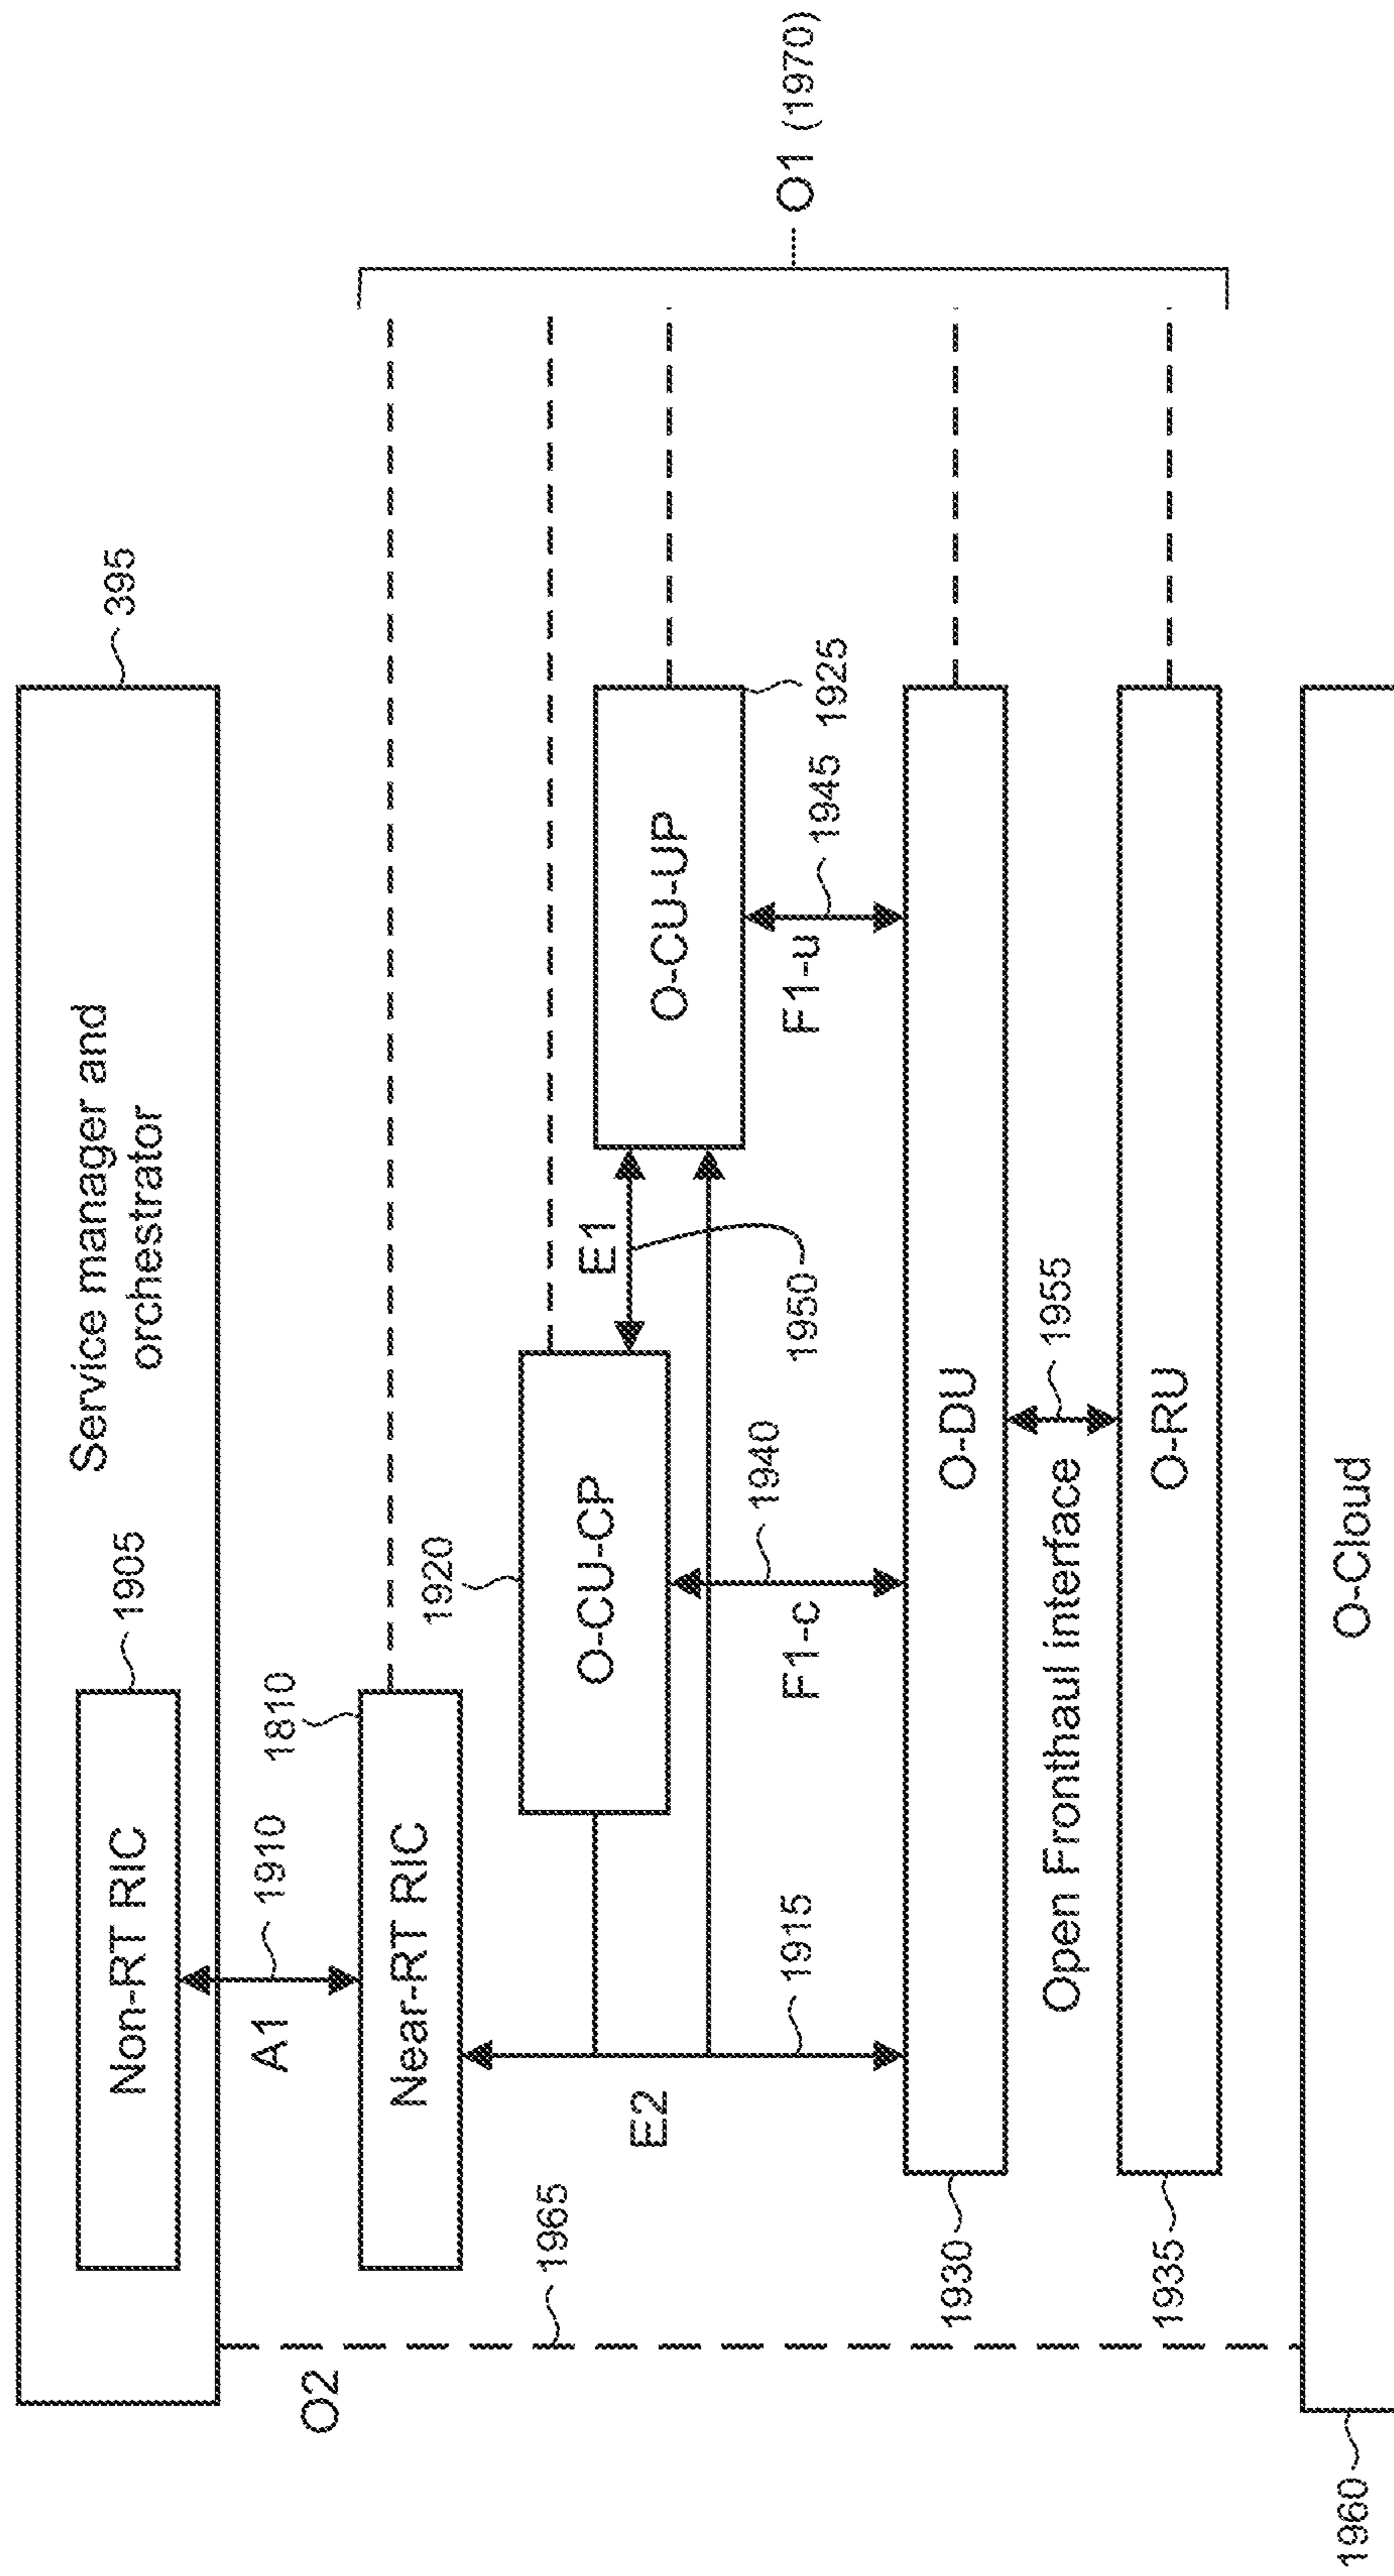 395
Service manager and
orchestrator
1905
Non-RT RIC
A1
1910
1810
Near-RT RIC
O2
1965
E2
1915
1920
O-CU-CP
E1
1950
O-CU-UP
1925
F1-c
1940
F1-u
1945
O1 (1970)
O-DU
1930
Open Fronthaul interface
1955
O-RU
1935
O-Cloud
1960